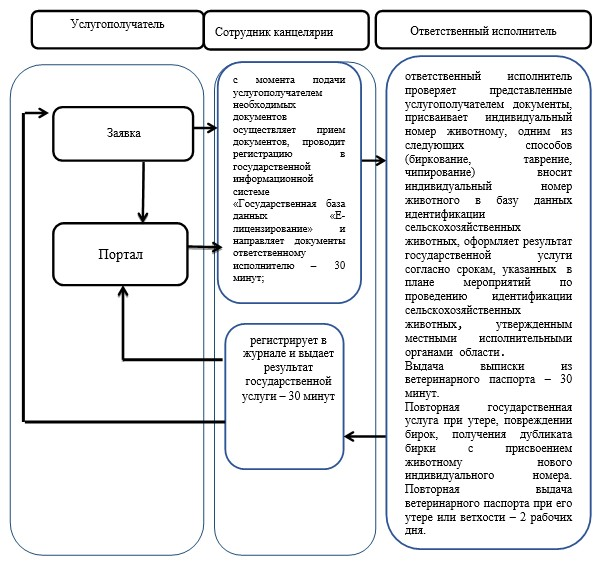 Услугополучатель
Сотрудник канцелярии
Ответственный исполнитель
Заявка
Портал
с момента подачи
услугополучателем
необходимых
документов
осуществляет прием
документов, проводит
регистрацию в
государственной
информационной
системе
«Государственная база
данных «Е-
лицензирование» и
направляет документы
ответственному
исполнителю – 30
минут;
регистрирует в
журнале и выдает
результат
государственной
услуги – 30 минут
ответственный исполнитель
проверяет представленные
услугополучателем документы,
присваивает индивидуальный
номер животному, одним из
следующих способов
(биркование, таврение,
чипирование) вносит
индивидуальный номер
животного в базу данных
идентификации
сельскохозяйственных
животных, оформляет результат
государственной услуги
согласно срокам, указанных в
плане мероприятий по
проведению идентификации
сельскохозяйственных
животных, утвержденным
местными исполнительными
органами области.
Выдача выписки из
ветеринарного паспорта – 30
минут.
Повторная государственная
услуга при утере, повреждении
бирок, получения дубликата
бирки с присвоением
животному нового
индивидуального номера.
Повторная выдача
ветеринарного паспорта при его
утере или ветхости – 2 рабочих
дня.